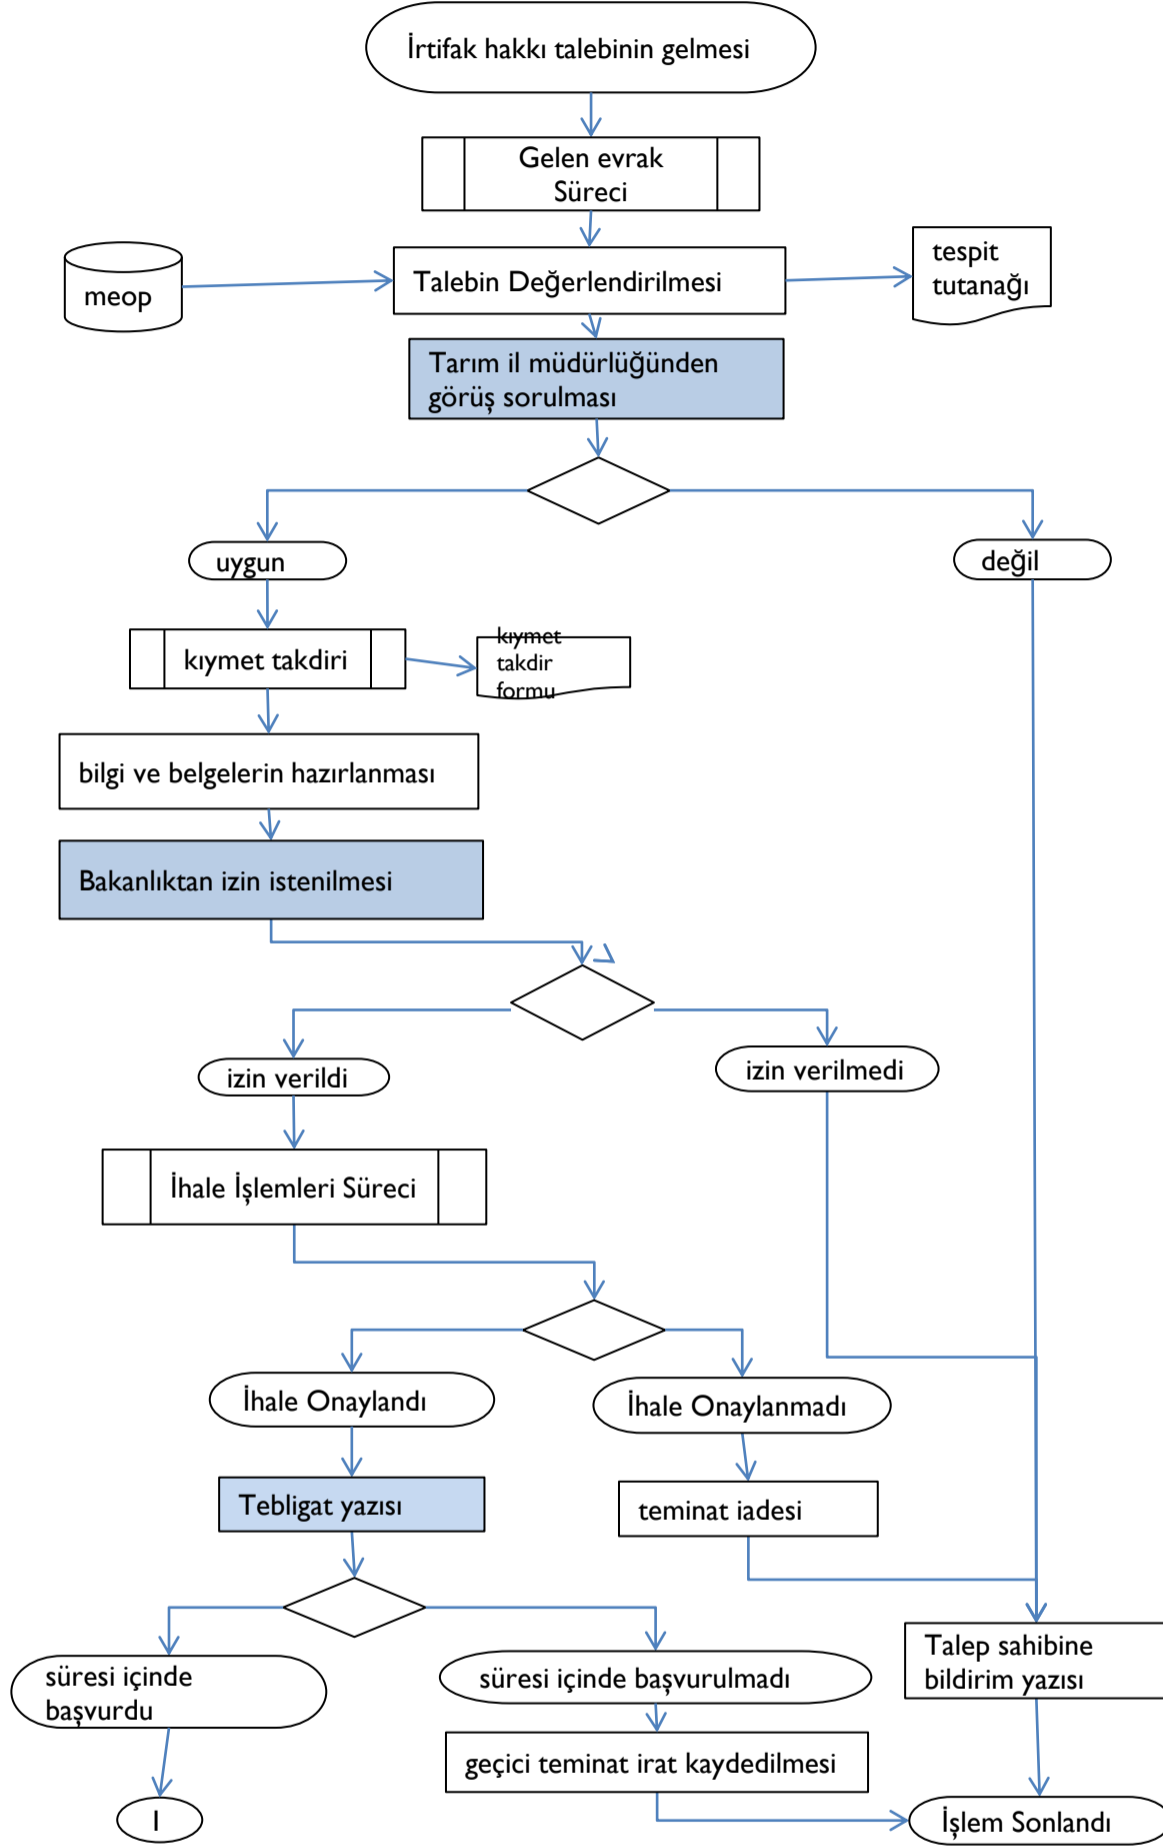 İrtifak hakkı talebinin gelmesi
Gelen evrak
Süreci
meop
Talebin Değerlendirilmesi
tespit
tutanağı
Tarım il müdürlüğünden
görüş sorulması
uygun
değil
kıymet takdiri
kıymet
takdir
formu
bilgi ve belgelerin hazırlanması
Bakanlıktan izin istenilmesi
izin verildi
izin verilmedi
İhale İşlemleri Süreci
İhale Onaylandı
İhale Onaylanmadı
Tebligat yazısı
teminat iadesi
süresi içinde
başvurdu
süresi içinde başvurulmadı
Talep sahibine
bildirim yazısı
geçici teminat irat kaydedilmesi
1
İşlem Sonlandı